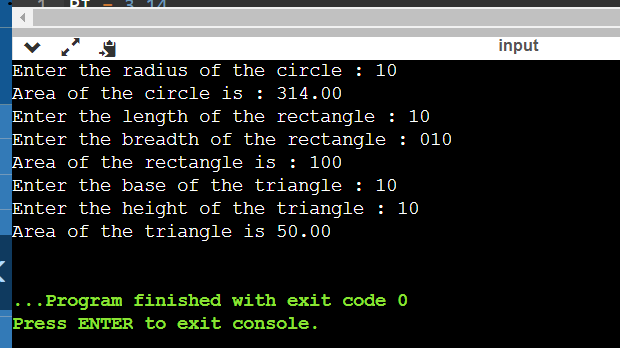 1 PI = 3.14
input
Enter the radius of the circle : 10
Area of the circle is : 314.00
Enter the length of the rectangle : 10
Enter the breadth of the rectangle : 010
Area of the rectangle is : 100
Enter the base of the triangle : 10
Enter the height of the triangle : 10
Area of the triangle is 50.00
...Program finished with exit code 0
Press ENTER to exit console.